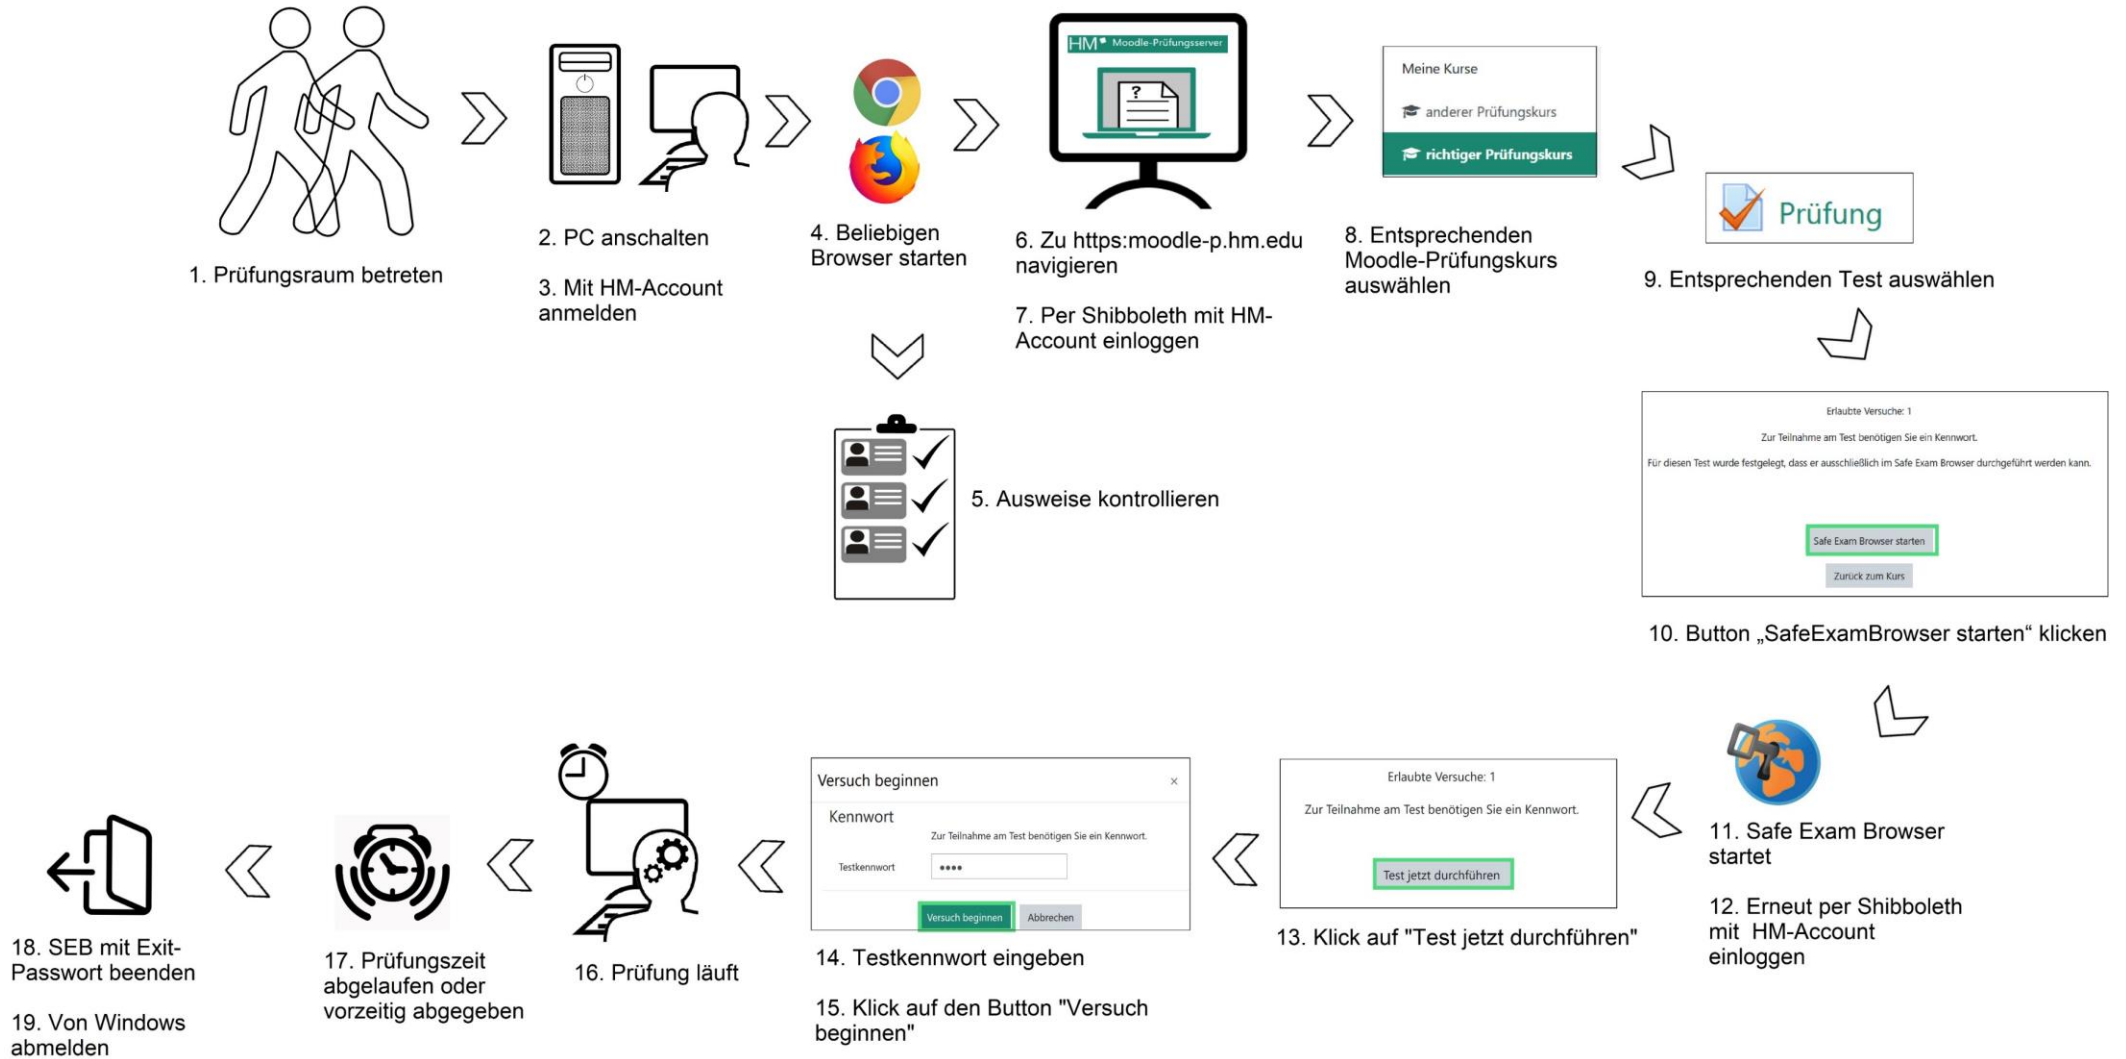 1. Prüfungsraum betreten
2. PC anschalten
3. Mit HM-Account
anmelden
4. Beliebigen
Browser starten
5. Ausweise kontrollieren
HM Moodle-Prüfungsserver
?
6. Zu https:moodle-p.hm.edu
navigieren
7. Per Shibboleth mit HM-
Account einloggen
Meine Kurse
anderer Prüfungskurs
richtiger Prüfungskurs
8. Entsprechenden
Moodle-Prüfungskurs
auswählen
Prüfung
9. Entsprechenden Test auswählen
Erlaubte Versuche: 1
Zur Teilnahme am Test benötigen Sie ein Kennwort.
Für diesen Test wurde festgelegt, dass er ausschließlich im Safe Exam Browser durchgeführt werden kann.
Safe Exam Browser starten
Zurück zum Kurs
10. Button „SafeExamBrowser starten“ klicken
11. Safe Exam Browser
startet
12. Erneut per Shibboleth
mit HM-Account
einloggen
Erlaubte Versuche: 1
Zur Teilnahme am Test benötigen Sie ein Kennwort.
Test jetzt durchführen
13. Klick auf "Test jetzt durchführen"
Versuch beginnen ×
Kennwort
Zur Teilnahme am Test benötigen Sie ein Kennwort.
Testkennwort ••••
Versuch beginnen Abbrechen
14. Testkennwort eingeben
15. Klick auf den Button "Versuch
beginnen"
16. Prüfung läuft
17. Prüfungszeit
abgelaufen oder
vorzeitig abgegeben
18. SEB mit Exit-
Passwort beenden
19. Von Windows
abmelden